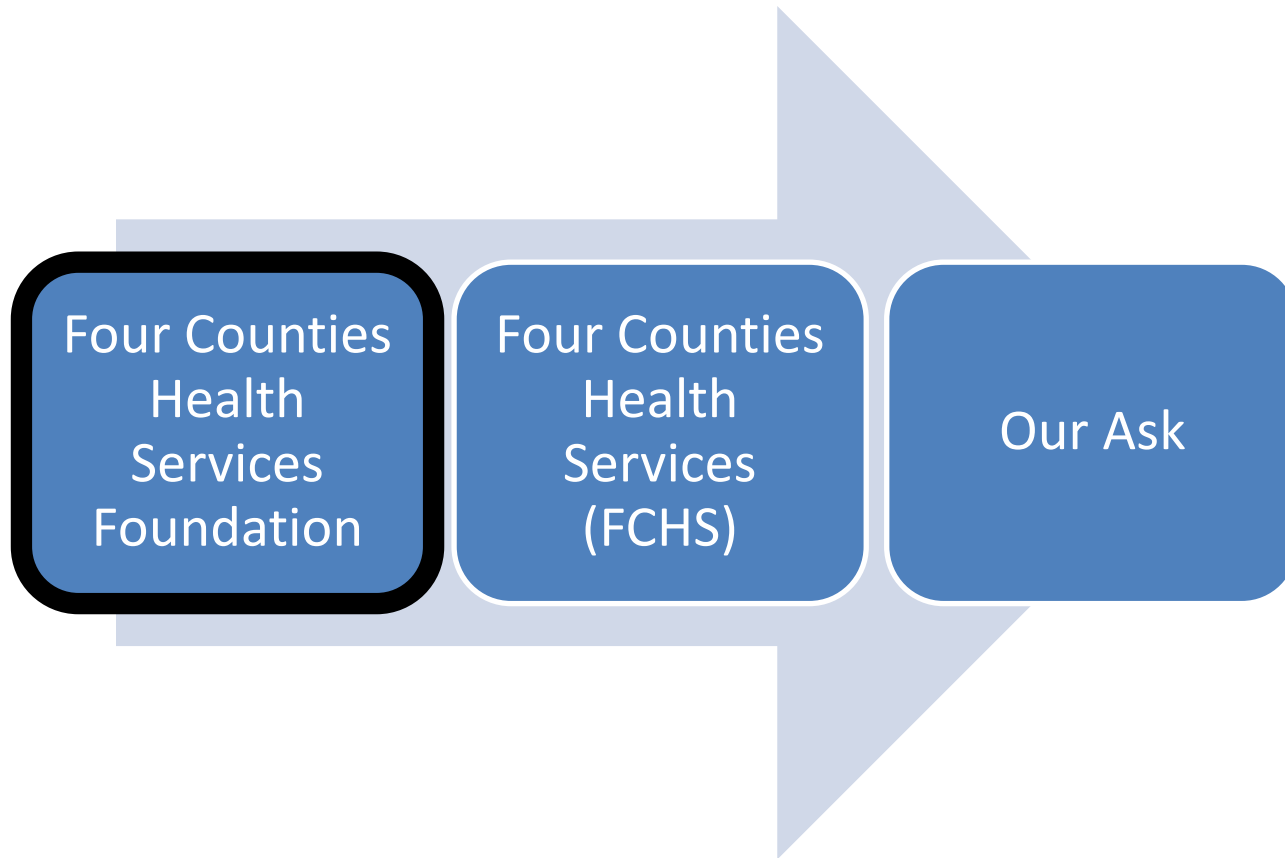 Four Counties
Health
Services
Foundation
Four Counties
Health
Services
(FCHS)
Our Ask